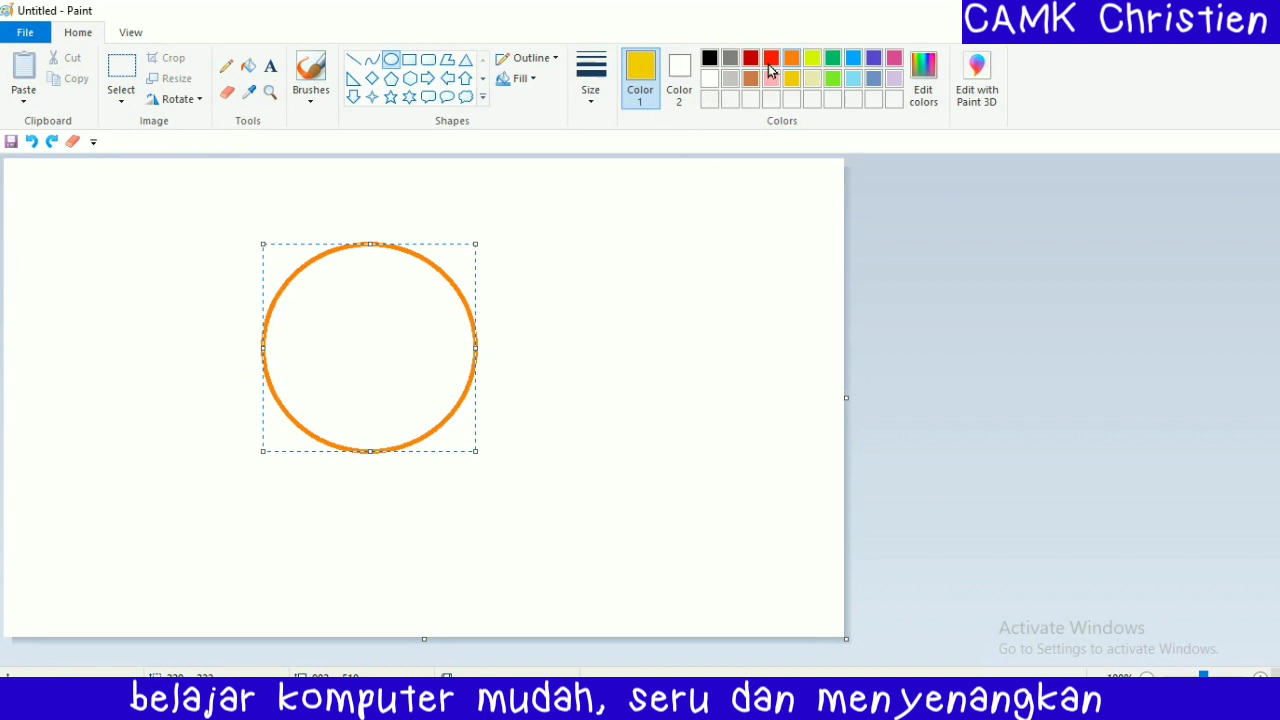 Untitled - Paint
CAMK Christien
File
Home
View
Paste
Cut
Copy
Clipboard
Select
Crop
Resize
Rotate
Image
Tools
Brushes
Shapes
Outline
Fill
Size
Color
1
Color
2
Colors
Edit
colors
Edit with
Paint 3D
Activate Windows
Go to Settings to activate Windows.
belajar komputer mudah, seru dan menyenangkan